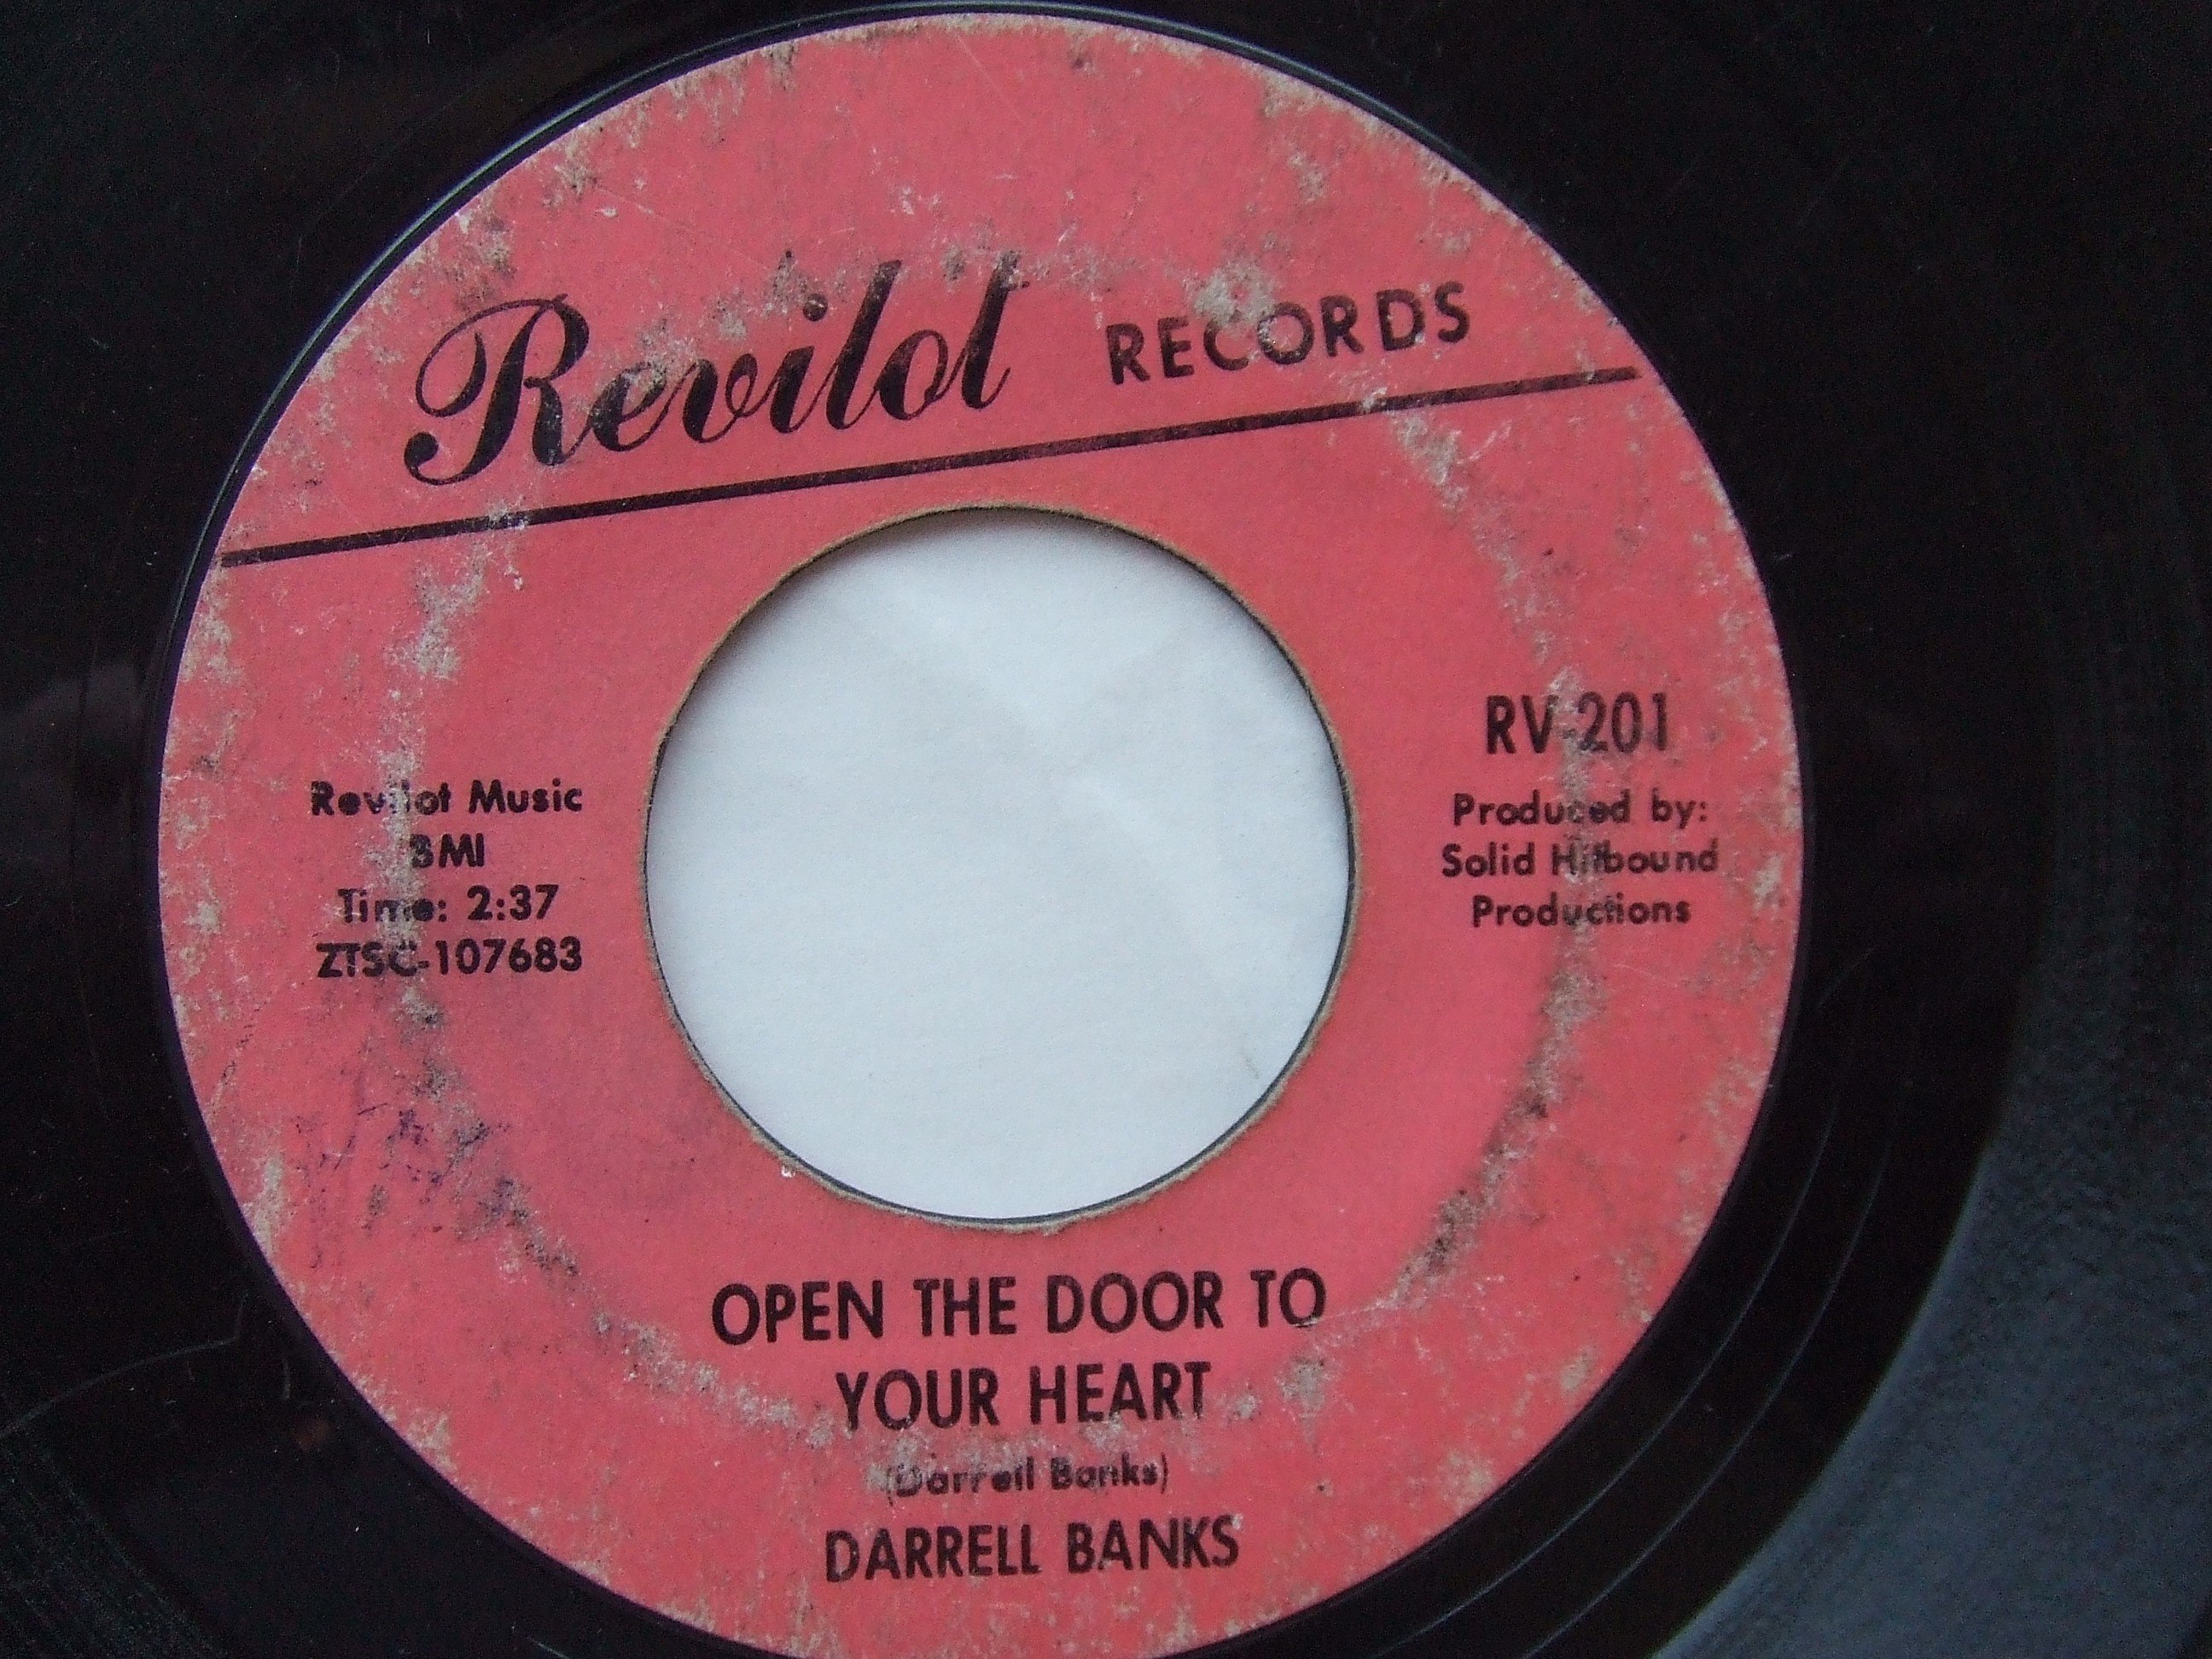 Revilot RECORDS
RV-201
Produced by:
Solid Hitbound
Productions
Revilot Music
BMI
Time: 2:37
ZTSC-107683
OPEN THE DOOR TO
YOUR HEART
(Darrell Banks)
DARRELL BANKS